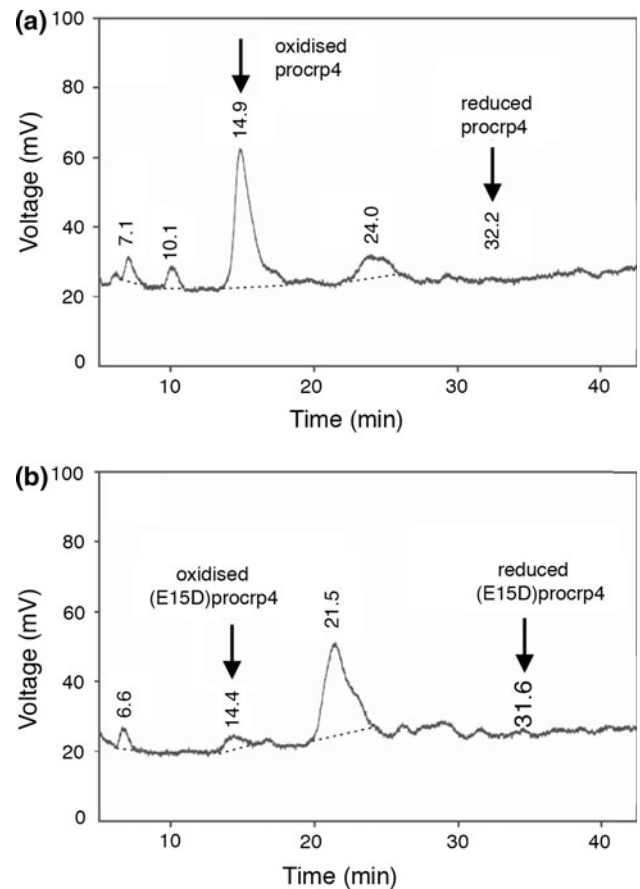 (a)
100
80
60
40
20
0
Voltage (mV)
oxidised
procrp4
reduced
procrp4
7.1
10.1
14.9
24.0
32.2
10 20 30 40
Time (min)
(b)
100
80
60
40
20
0
Voltage (mV)
oxidised
(E15D)procrp4
reduced
(E15D)procrp4
6.6
14.4
21.5
31.6
10 20 30 40
Time (min)